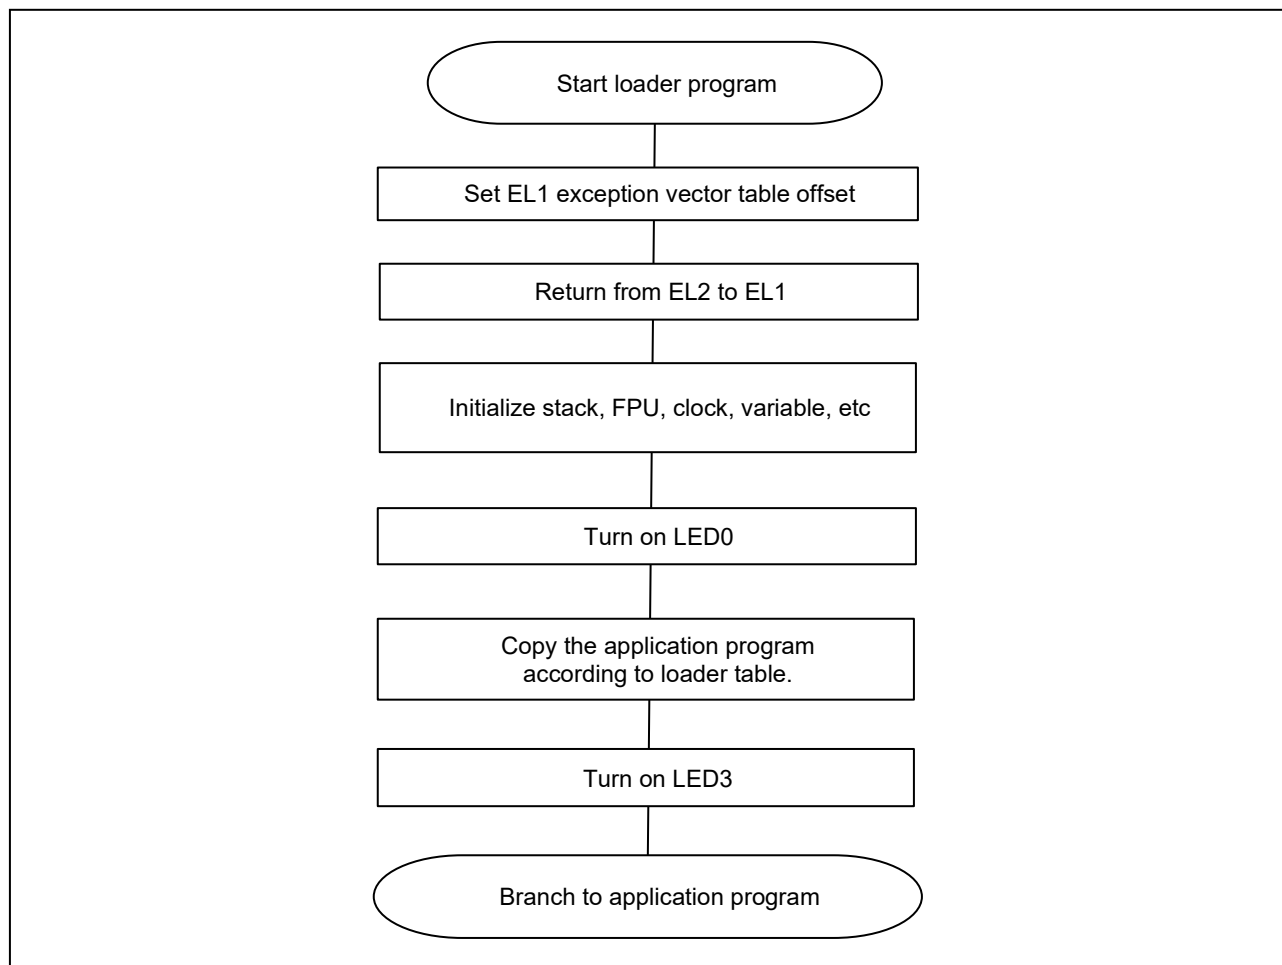 Start loader program
Set EL1 exception vector table offset
Return from EL2 to EL1
Initialize stack, FPU, clock, variable, etc
Turn on LED0
Copy the application program
according to loader table.
Turn on LED3
Branch to application program